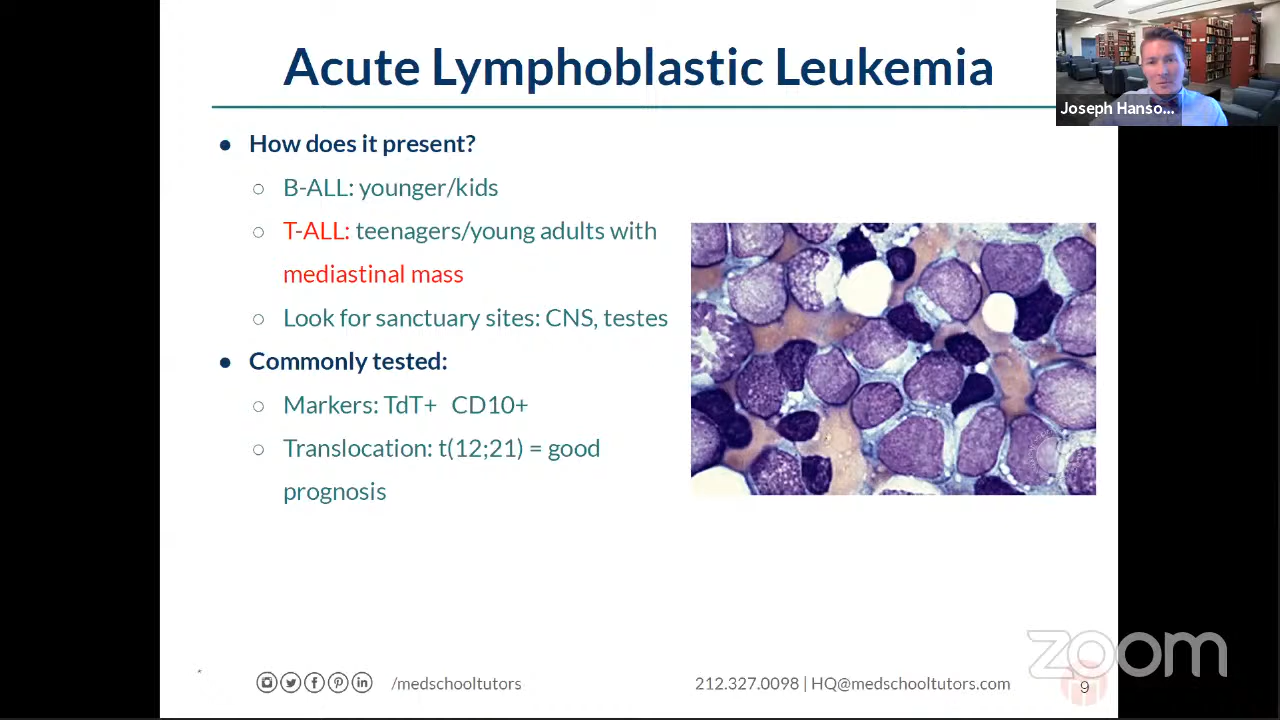 Acute Lymphoblastic Leukemia
Joseph Hanso...
● How does it present?
○ B-ALL: younger/kids
○ T-ALL: teenagers/young adults with
mediastinal mass
○ Look for sanctuary sites: CNS, testes
● Commonly tested:
○ Markers: TdT+ CD10+
○ Translocation: t(12;21) = good
prognosis
*
/medschooltutors
212.327.0098 | HQ@medschooltutors.com
9
zoom